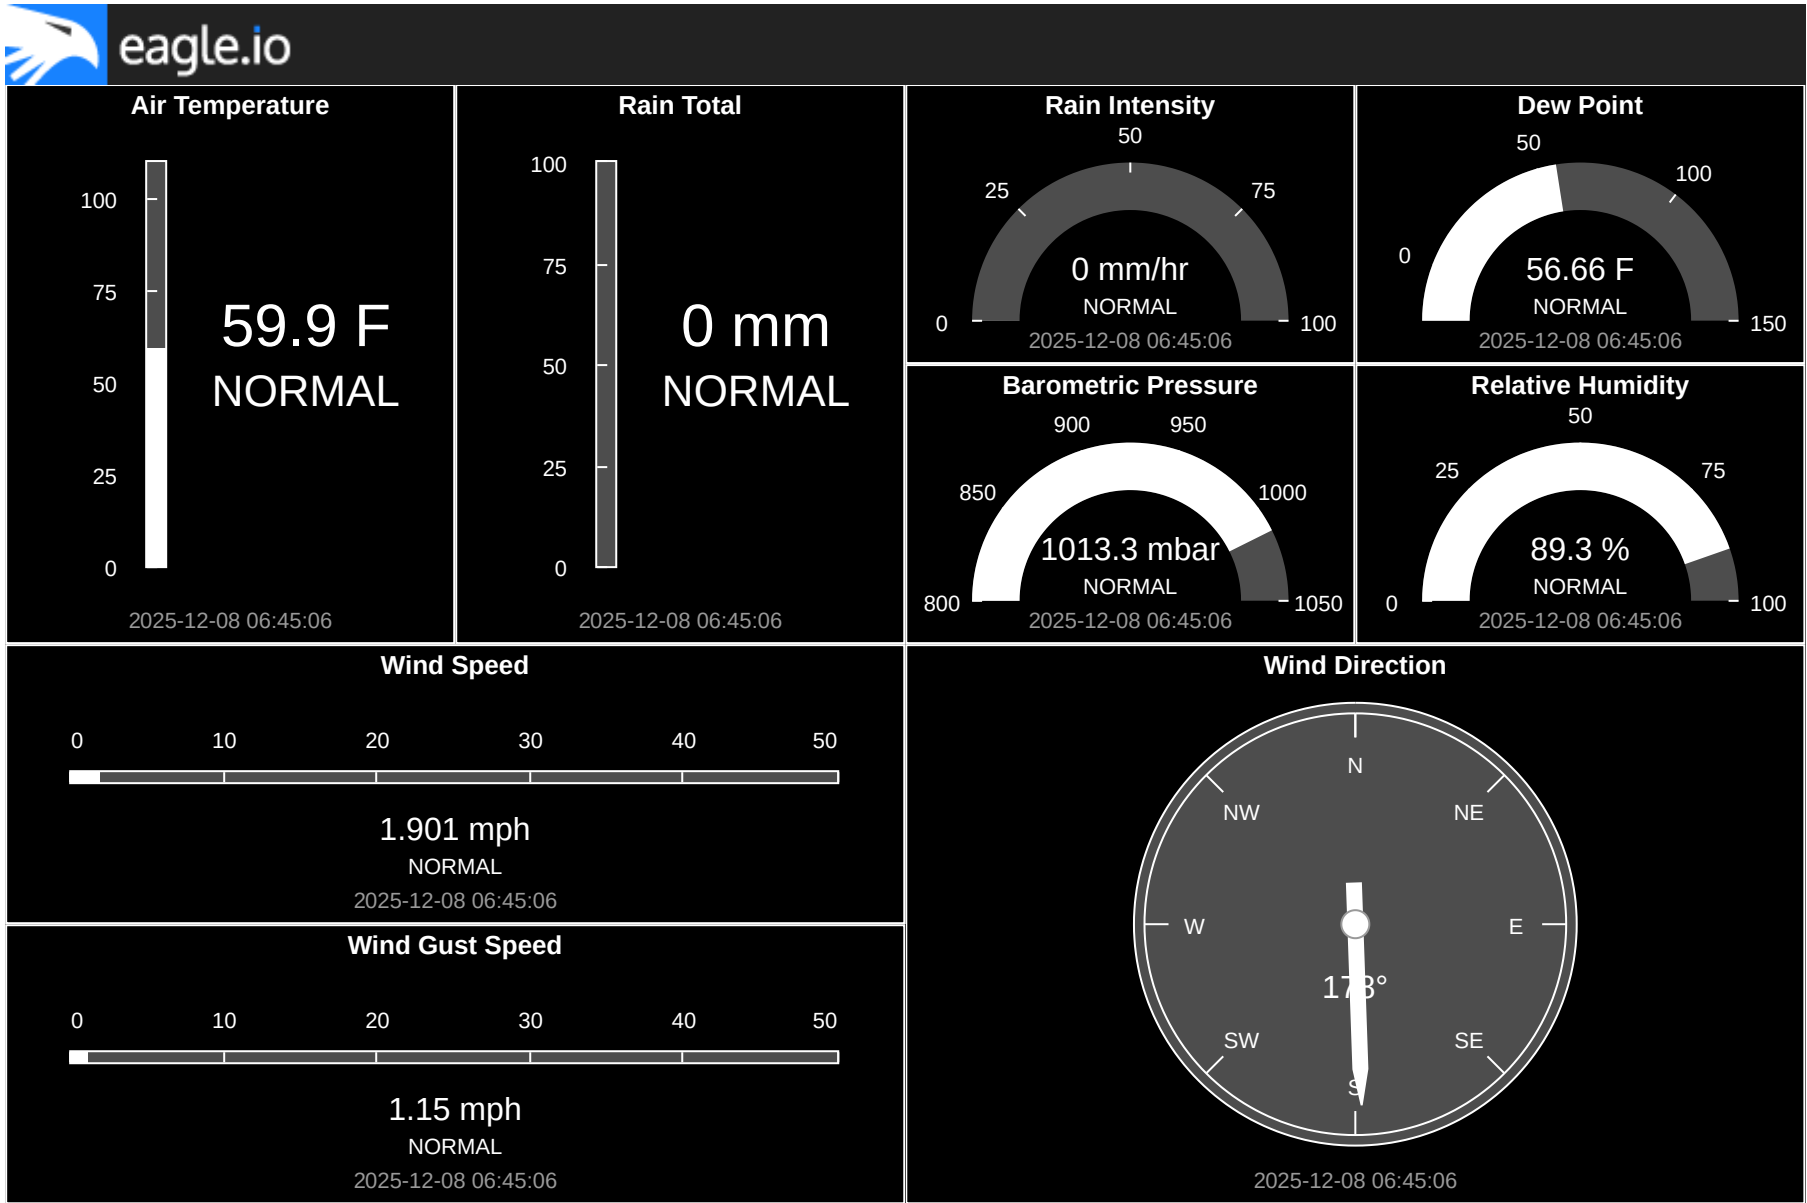 eagle.io
Air Temperature
100
75
50
25
0
59.9 F
NORMAL
2025-12-08 06:45:06
Rain Total
100
75
50
25
0
0 mm
NORMAL
2025-12-08 06:45:06
Rain Intensity
50
25
75
0
100
0 mm/hr
NORMAL
2025-12-08 06:45:06
Dew Point
50
100
0
150
56.66 F
NORMAL
2025-12-08 06:45:06
Barometric Pressure
900
950
850
1000
800
1050
1013.3 mbar
NORMAL
2025-12-08 06:45:06
Relative Humidity
50
25
75
0
100
89.3 %
NORMAL
2025-12-08 06:45:06
Wind Speed
0 10 20 30 40 50
1.901 mph
NORMAL
2025-12-08 06:45:06
Wind Gust Speed
0 10 20 30 40 50
1.15 mph
NORMAL
2025-12-08 06:45:06
Wind Direction
N
NW
NE
W
E
SW
SE
S
2025-12-08 06:45:06